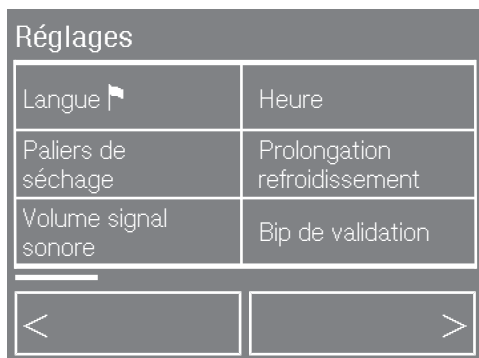 Réglages
Langue
Heure
Paliers de
séchage
Prolongation
refroidissement
Volume signal
sonore
Bip de validation
<
>